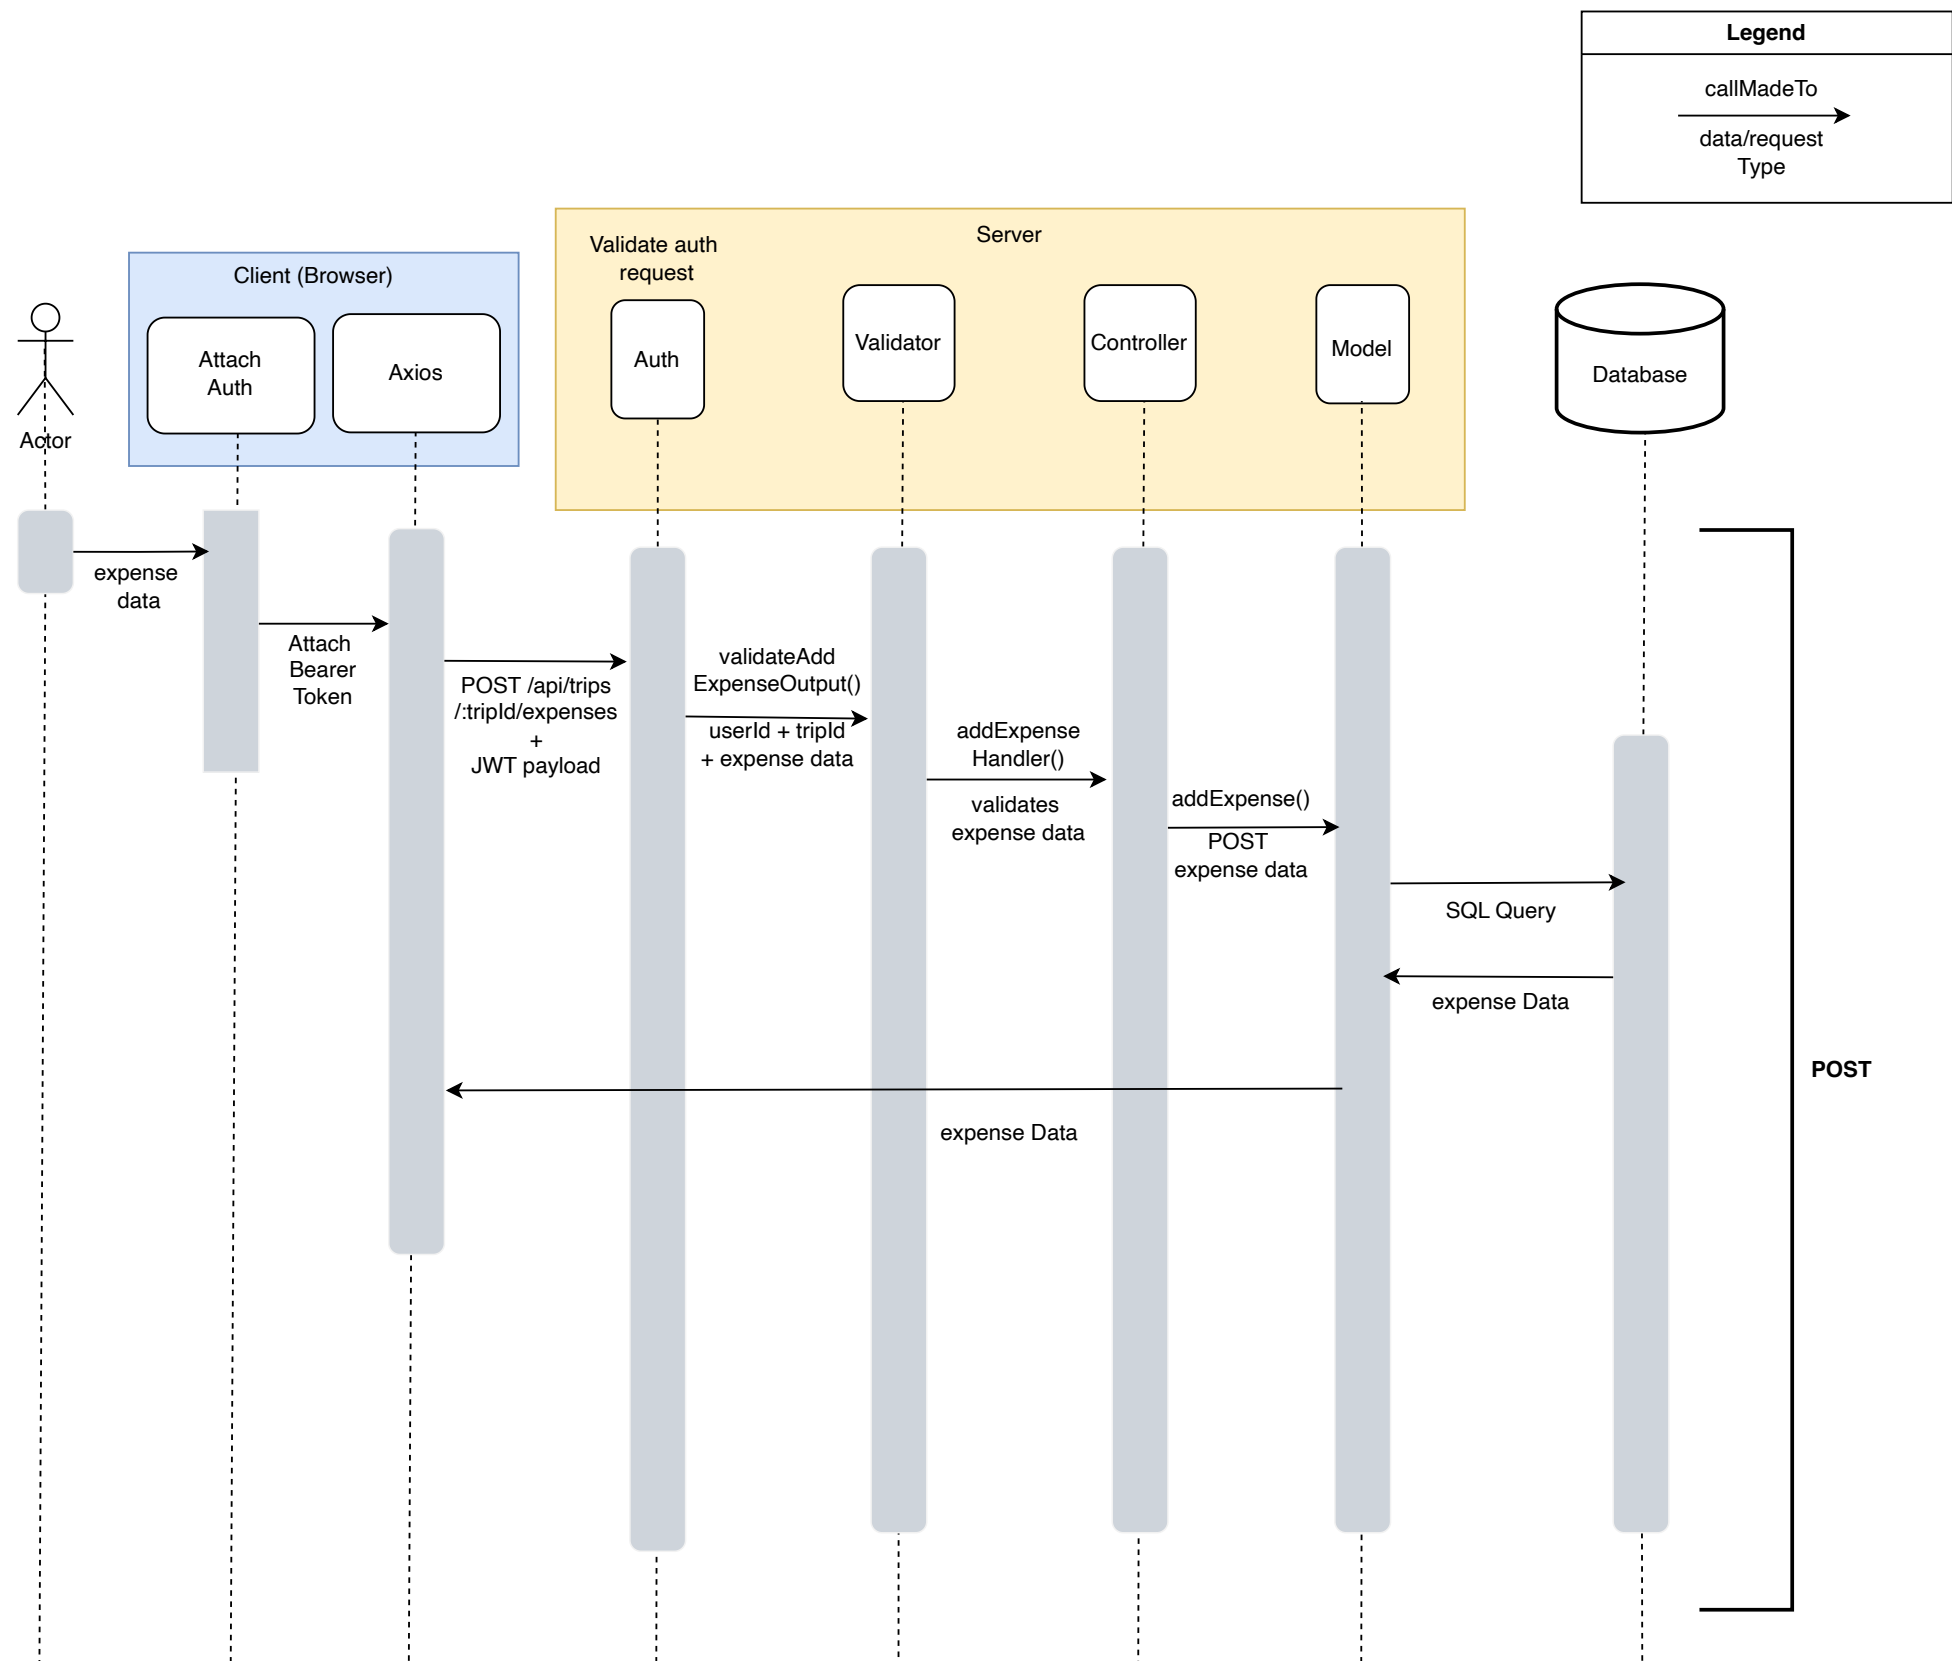 Legend
callMadeTo
data/request
Type
Server
Validate auth
request
Client (Browser)
Attach
Auth
Axios
Auth
Validator
Controller
Model
Database
Actor
expense
data
Attach
Bearer
Token
POST /api/trips
/:tripId/expenses
+
JWT payload
validateAdd
ExpenseOutput()
userId + tripId
+ expense data
addExpense
Handler()
validates
expense data
addExpense()
POST
expense data
SQL Query
expense Data
POST
expense Data